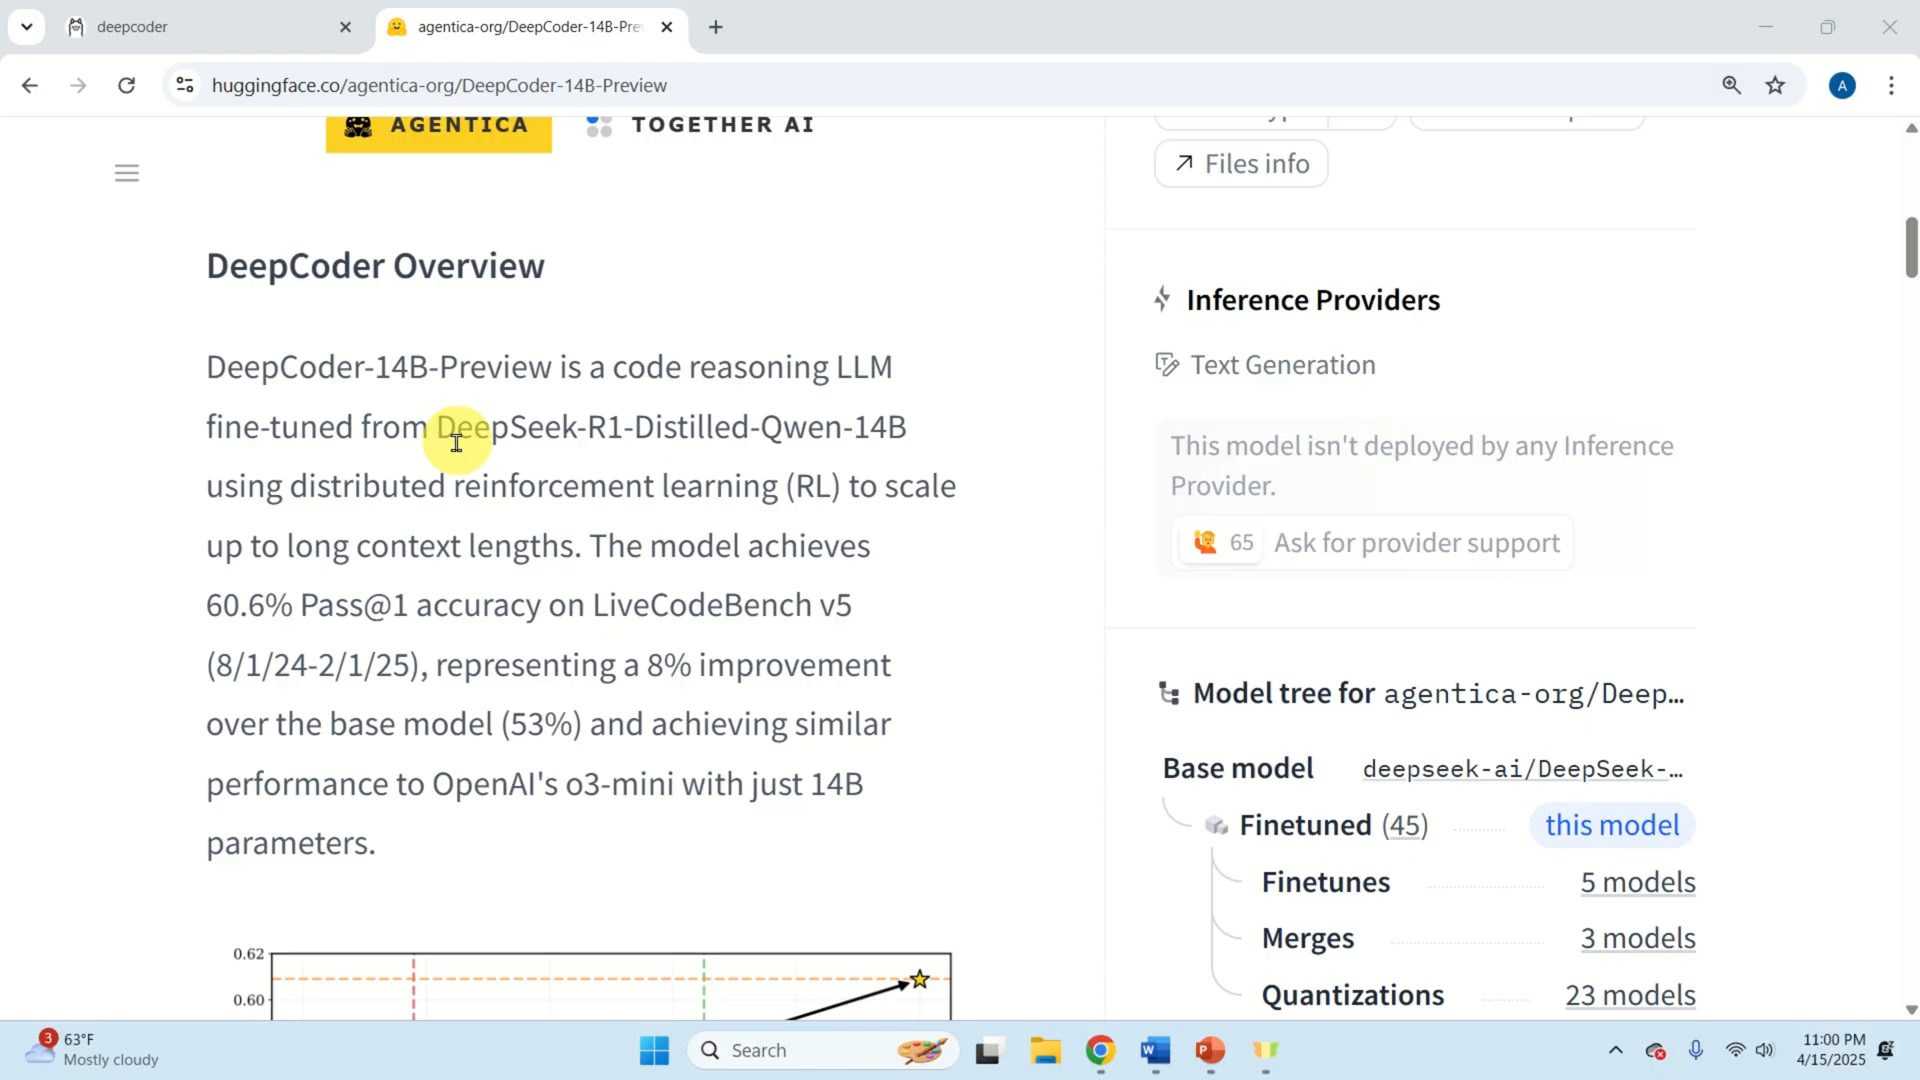 deepcoder
agentica-org/DeepCoder-14B-Pre
huggingface.co/agentica-org/DeepCoder-14B-Preview
A
AGENTICA
TOGETHER AI
Files info
DeepCoder Overview
DeepCoder-14B-Preview is a code reasoning LLM
fine-tuned from DeepSeek-R1-Distilled-Qwen-14B
using distributed reinforcement learning (RL) to scale
up to long context lengths. The model achieves
60.6% Pass@1 accuracy on LiveCodeBench v5
(8/1/24-2/1/25), representing a 8% improvement
over the base model (53%) and achieving similar
performance to OpenAI's o3-mini with just 14B
parameters.
0.62
0.60
Inference Providers
Text Generation
This model isn't deployed by any Inference
Provider.
65 Ask for provider support
Model tree for agentica-org/Deep…
Base model deepseek-ai/DeepSeek-…
Finetuned (45) this model
Finetunes 5 models
Merges 3 models
Quantizations 23 models
3
63°F
Mostly cloudy
Search
W
P
11:00 PM
4/15/2025